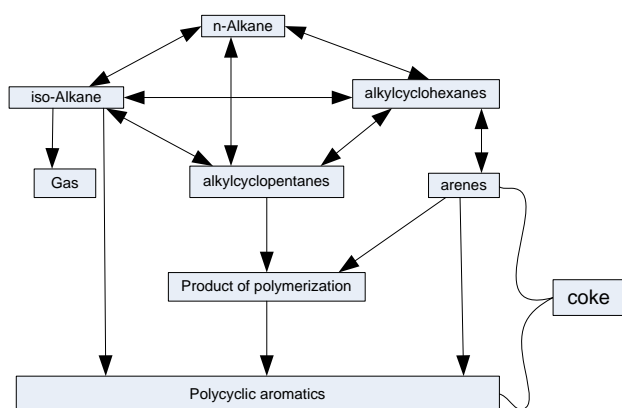 n-Alkane
iso-Alkane
alkylcyclohexanes
Gas
alkylcyclopentanes
arenes
Product of polymerization
coke
Polycyclic aromatics